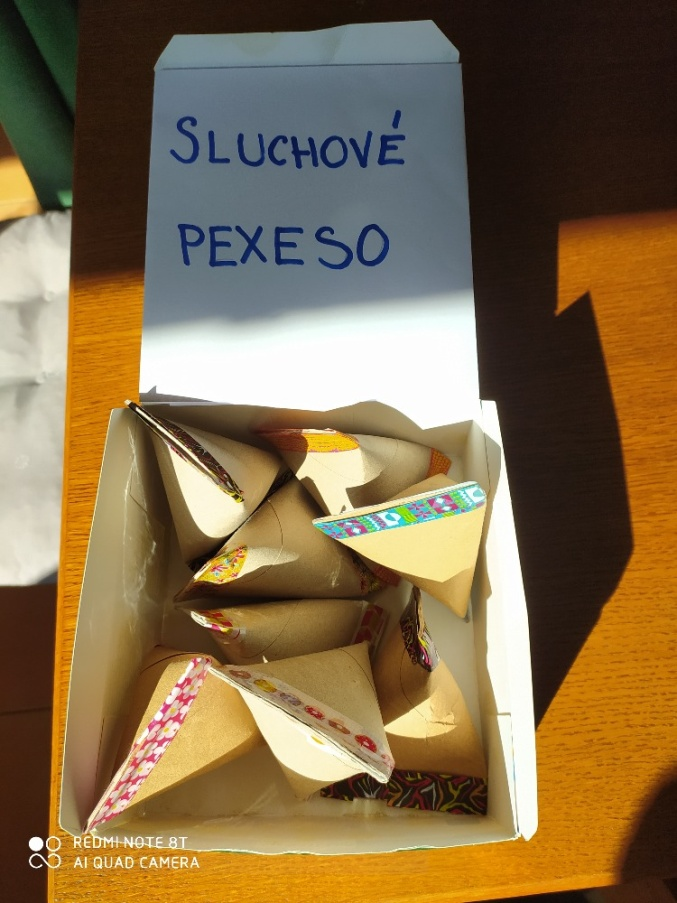 SLUCHOVÉ
PEXESO
REDMI NOTE 8T
AI QUAD CAMERA